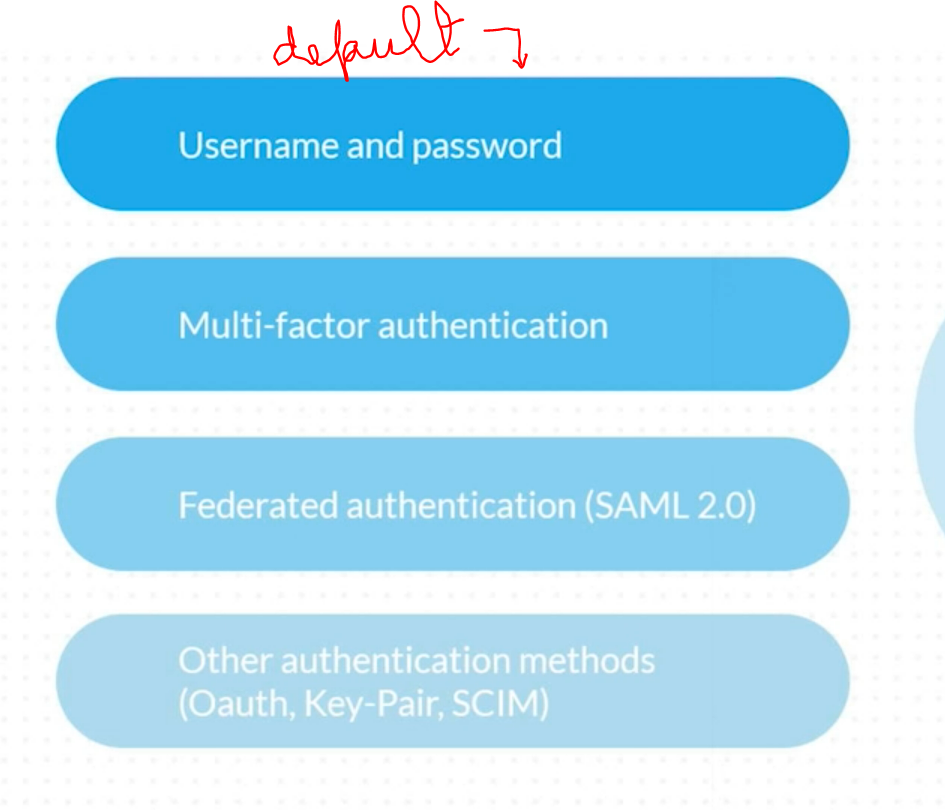 default
Username and password
Multi-factor authentication
Federated authentication (SAML 2.0)
Other authentication methods
(Oauth, Key-Pair, SCIM)